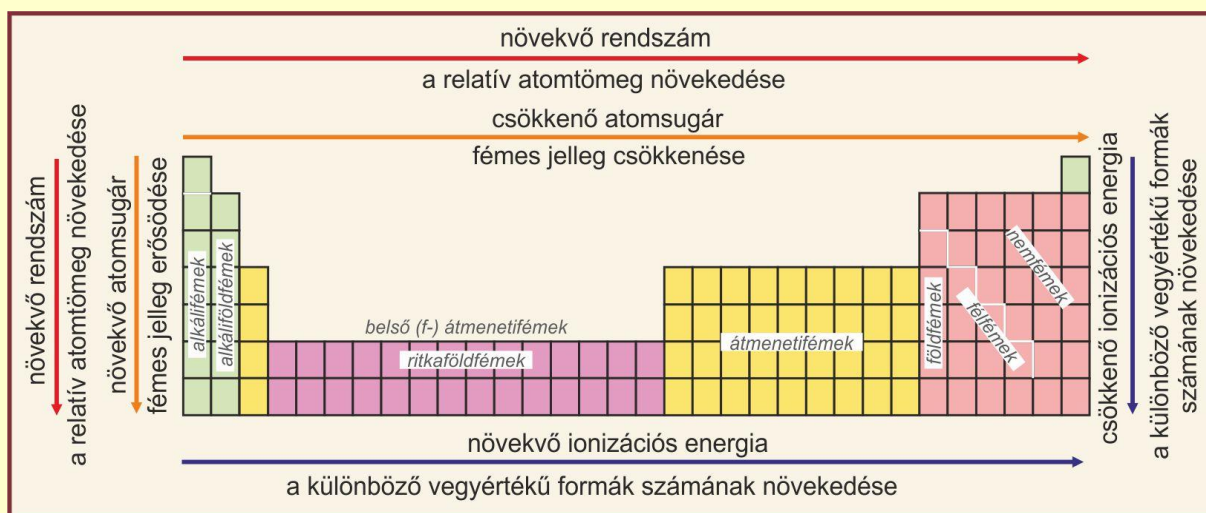 növekvő rendszám
a relatív atomtömeg növekedése
csökkenő atomsugár
fémes jelleg csökkenése
növekvő rendszám
a relatív atomtömeg növekedése
növekvő atomsugár
fémes jelleg erősödése
alkálifémek
alkáliföldfémek
belső (f-) átmenetifémek
ritkaföldfémek
átmenetifémek
földfémek
félfémek
nemfémek
csökkenő ionizációs energia
a különböző vegyértékű formák
számának növekedése
növekvő ionizációs energia
a különböző vegyértékű formák számának növekedése